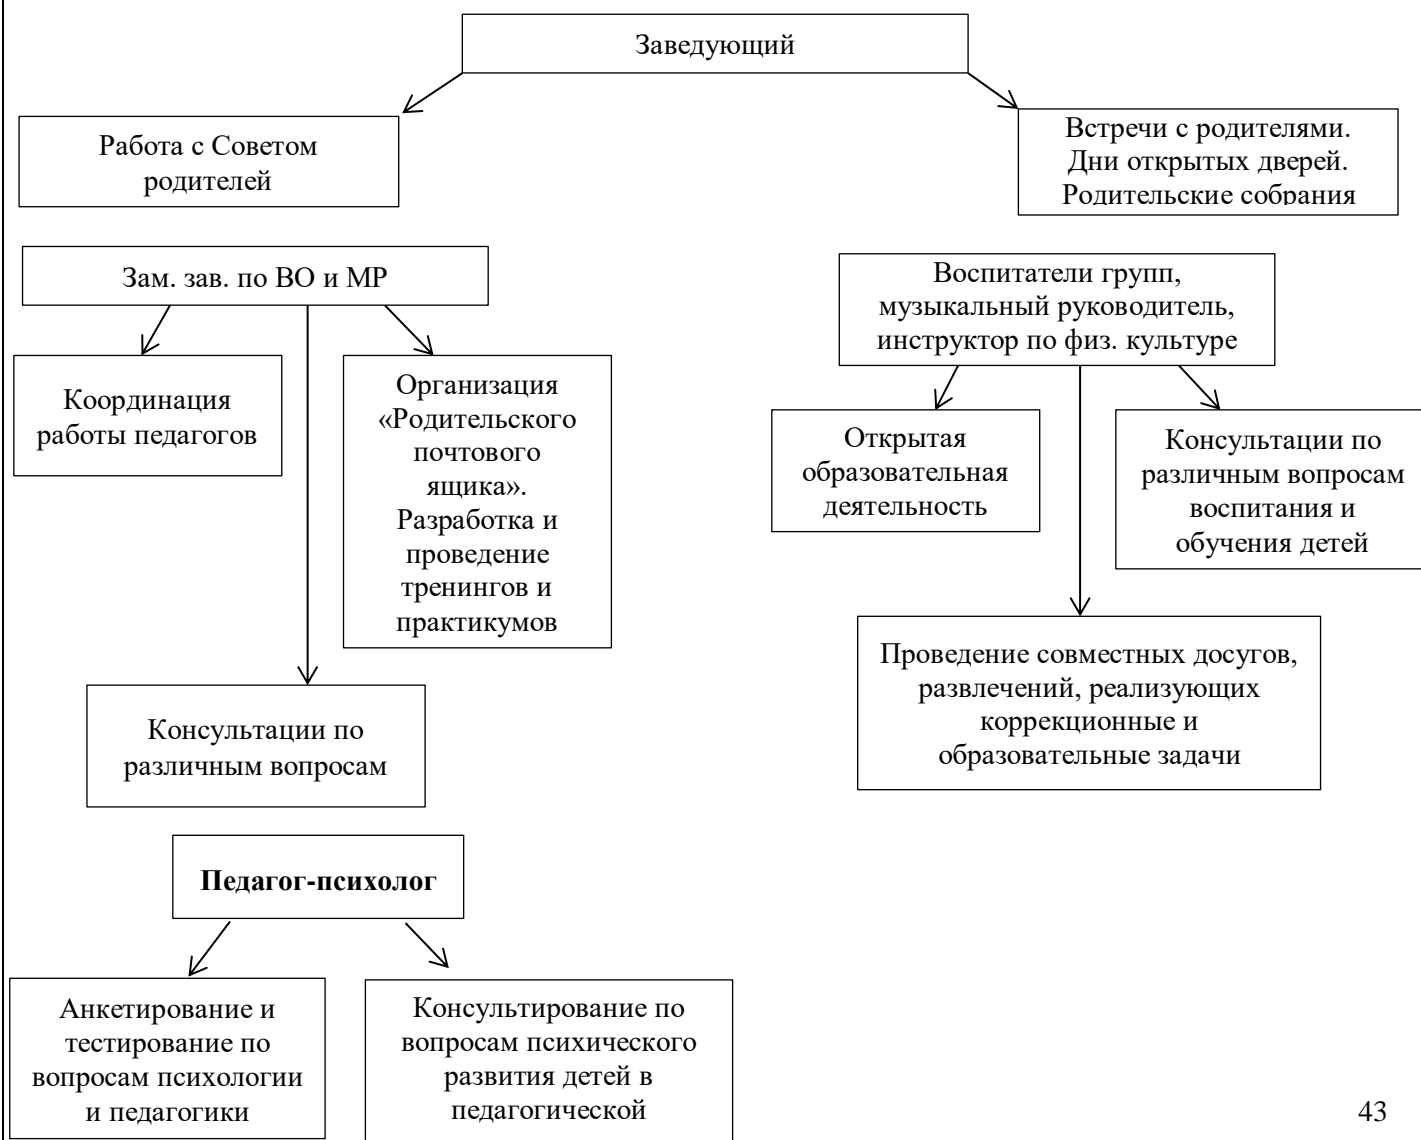 Заведующий
Работа с Советом
родителей
Встречи с родителями.
Дни открытых дверей.
Родительские собрания
Зам. зав. по ВО и МР
Воспитатели групп,
музыкальный руководитель,
инструктор по физ. культуре
Координация
работы педагогов
Организация
«Родительского
почтового
ящика».
Разработка и
проведение
тренингов и
практикумов
Открытая
образовательная
деятельность
Консультации по
различным вопросам
воспитания и
обучения детей
Консультации по
различным вопросам
Проведение совместных досугов,
развлечений, реализующих
коррекционные и
образовательные задачи
Педагог-психолог
Анкетирование и
тестирование по
вопросам психологии
и педагогики
Консультирование по
вопросам психического
развития детей в
педагогической
43